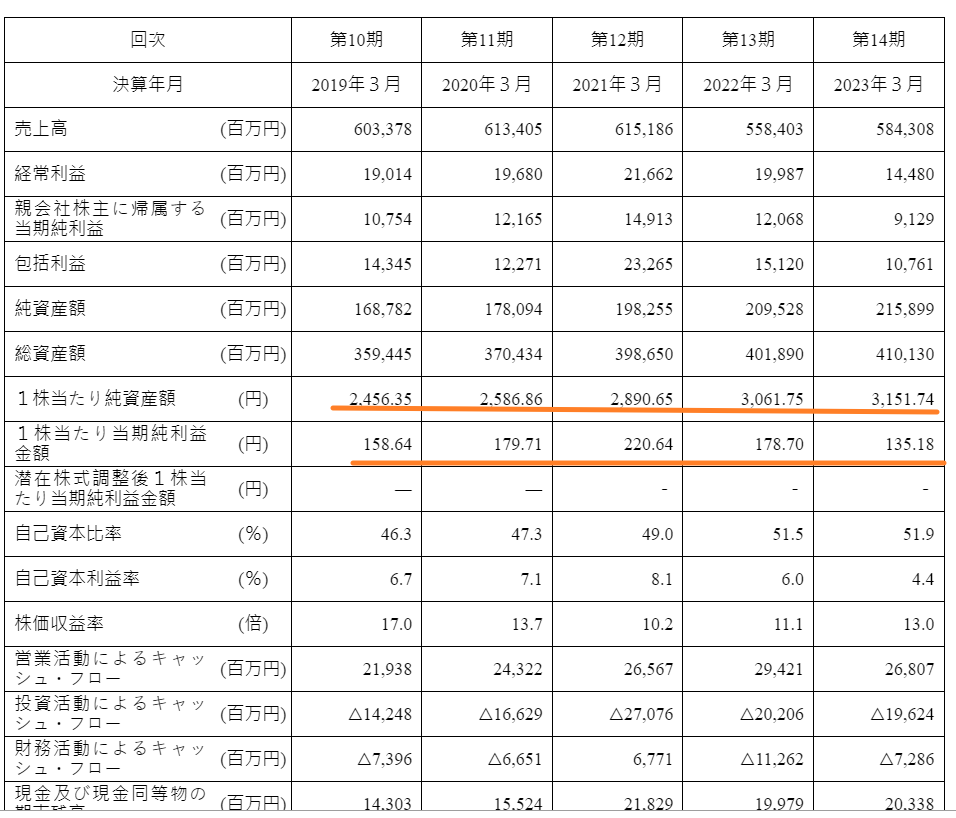 回次 第10期 第11期 第12期 第13期 第14期
決算年月 2019年３月 2020年３月 2021年３月 2022年３月 2023年３月
売上高 (百万円) 603,378 613,405 615,186 558,403 584,308
経常利益 (百万円) 19,014 19,680 21,662 19,987 14,480
親会社株主に帰属する
当期純利益 (百万円) 10,754 12,165 14,913 12,068 9,129
包括利益 (百万円) 14,345 12,271 23,265 15,120 10,761
純資産額 (百万円) 168,782 178,094 198,255 209,528 215,899
総資産額 (百万円) 359,445 370,434 398,650 401,890 410,130
１株当たり純資産額 (円) 2,456.35 2,586.86 2,890.65 3,061.75 3,151.74
１株当たり当期純利益
金額 (円) 158.64 179.71 220.64 178.70 135.18
潜在株式調整後１株当
たり当期純利益金額 (円) ― ― - - -
自己資本比率 (％) 46.3 47.3 49.0 51.5 51.9
自己資本利益率 (％) 6.7 7.1 8.1 6.0 4.4
株価収益率 (倍) 17.0 13.7 10.2 11.1 13.0
営業活動によるキャッ
シュ・フロー (百万円) 21,938 24,322 26,567 29,421 26,807
投資活動によるキャッ
シュ・フロー (百万円) △14,248 △16,629 △27,076 △20,206 △19,624
財務活動によるキャッ
シュ・フロー (百万円) △7,396 △6,651 6,771 △11,262 △7,286
現金及び現金同等物の
(百万円) 14,303 15,524 21,829 19,979 20,338